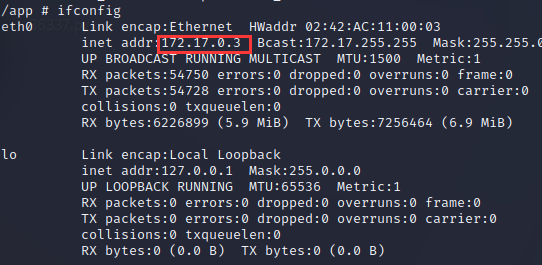 /app # ifconfig
eth0 Link encap:Ethernet HWaddr 02:42:AC:11:00:03
inet addr:172.17.0.3 Bcast:172.17.255.255 Mask:255.255.0
UP BROADCAST RUNNING MULTICAST MTU:1500 Metric:1
RX packets:54750 errors:0 dropped:0 overruns:0 frame:0
TX packets:54728 errors:0 dropped:0 overruns:0 carrier:0
collisions:0 txqueuelen:0
RX bytes:6226899 (5.9 MiB) TX bytes:7256464 (6.9 MiB)
lo Link encap:Local Loopback
inet addr:127.0.0.1 Mask:255.0.0.0
UP LOOPBACK RUNNING MTU:65536 Metric:1
RX packets:0 errors:0 dropped:0 overruns:0 frame:0
TX packets:0 errors:0 dropped:0 overruns:0 carrier:0
collisions:0 txqueuelen:0
RX bytes:0 (0.0 B) TX bytes:0 (0.0 B)